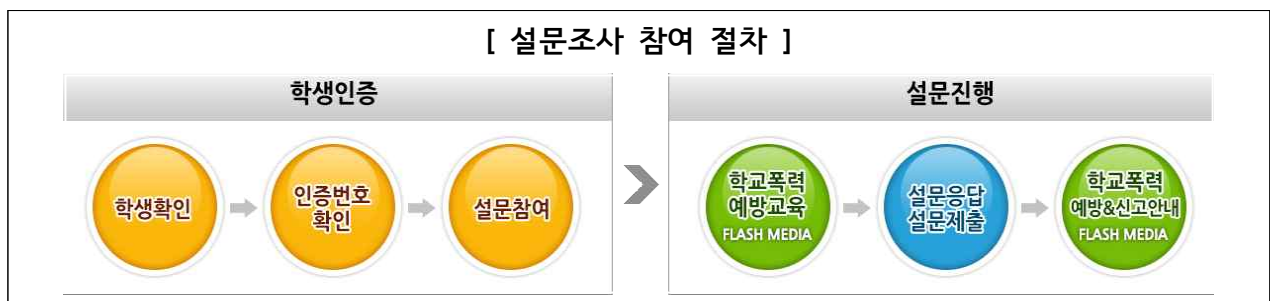 [ 설문조사 참여 절차 ]
학생인증
학생확인
인증번호
확인
설문참여
설문진행
학교폭력
예방교육
FLASH MEDIA
설문응답
설문제출
학교폭력
예방&신고안내
FLASH MEDIA